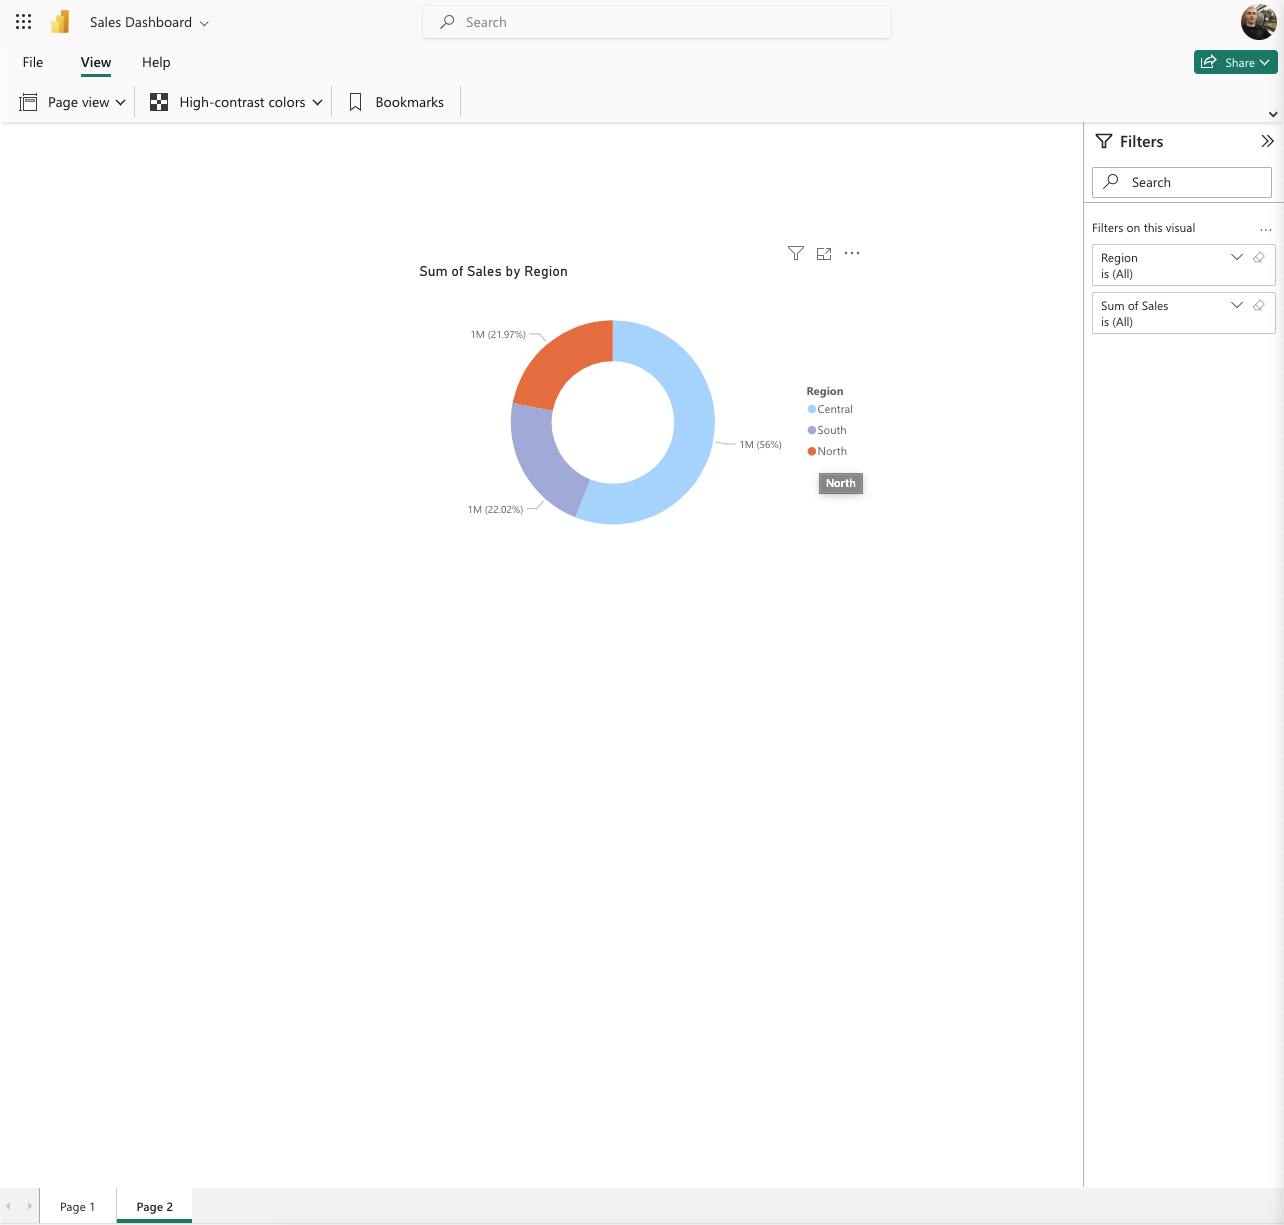 Sales Dashboard
Search
File
View
Help
Share
Page view
High-contrast colors
Bookmarks
Filters
Search
Filters on this visual
Region
is (All)
Sum of Sales
is (All)
Sum of Sales by Region
1M (21.97%)
1M (56%)
1M (22.02%)
Region
Central
South
North
North
Page 1
Page 2